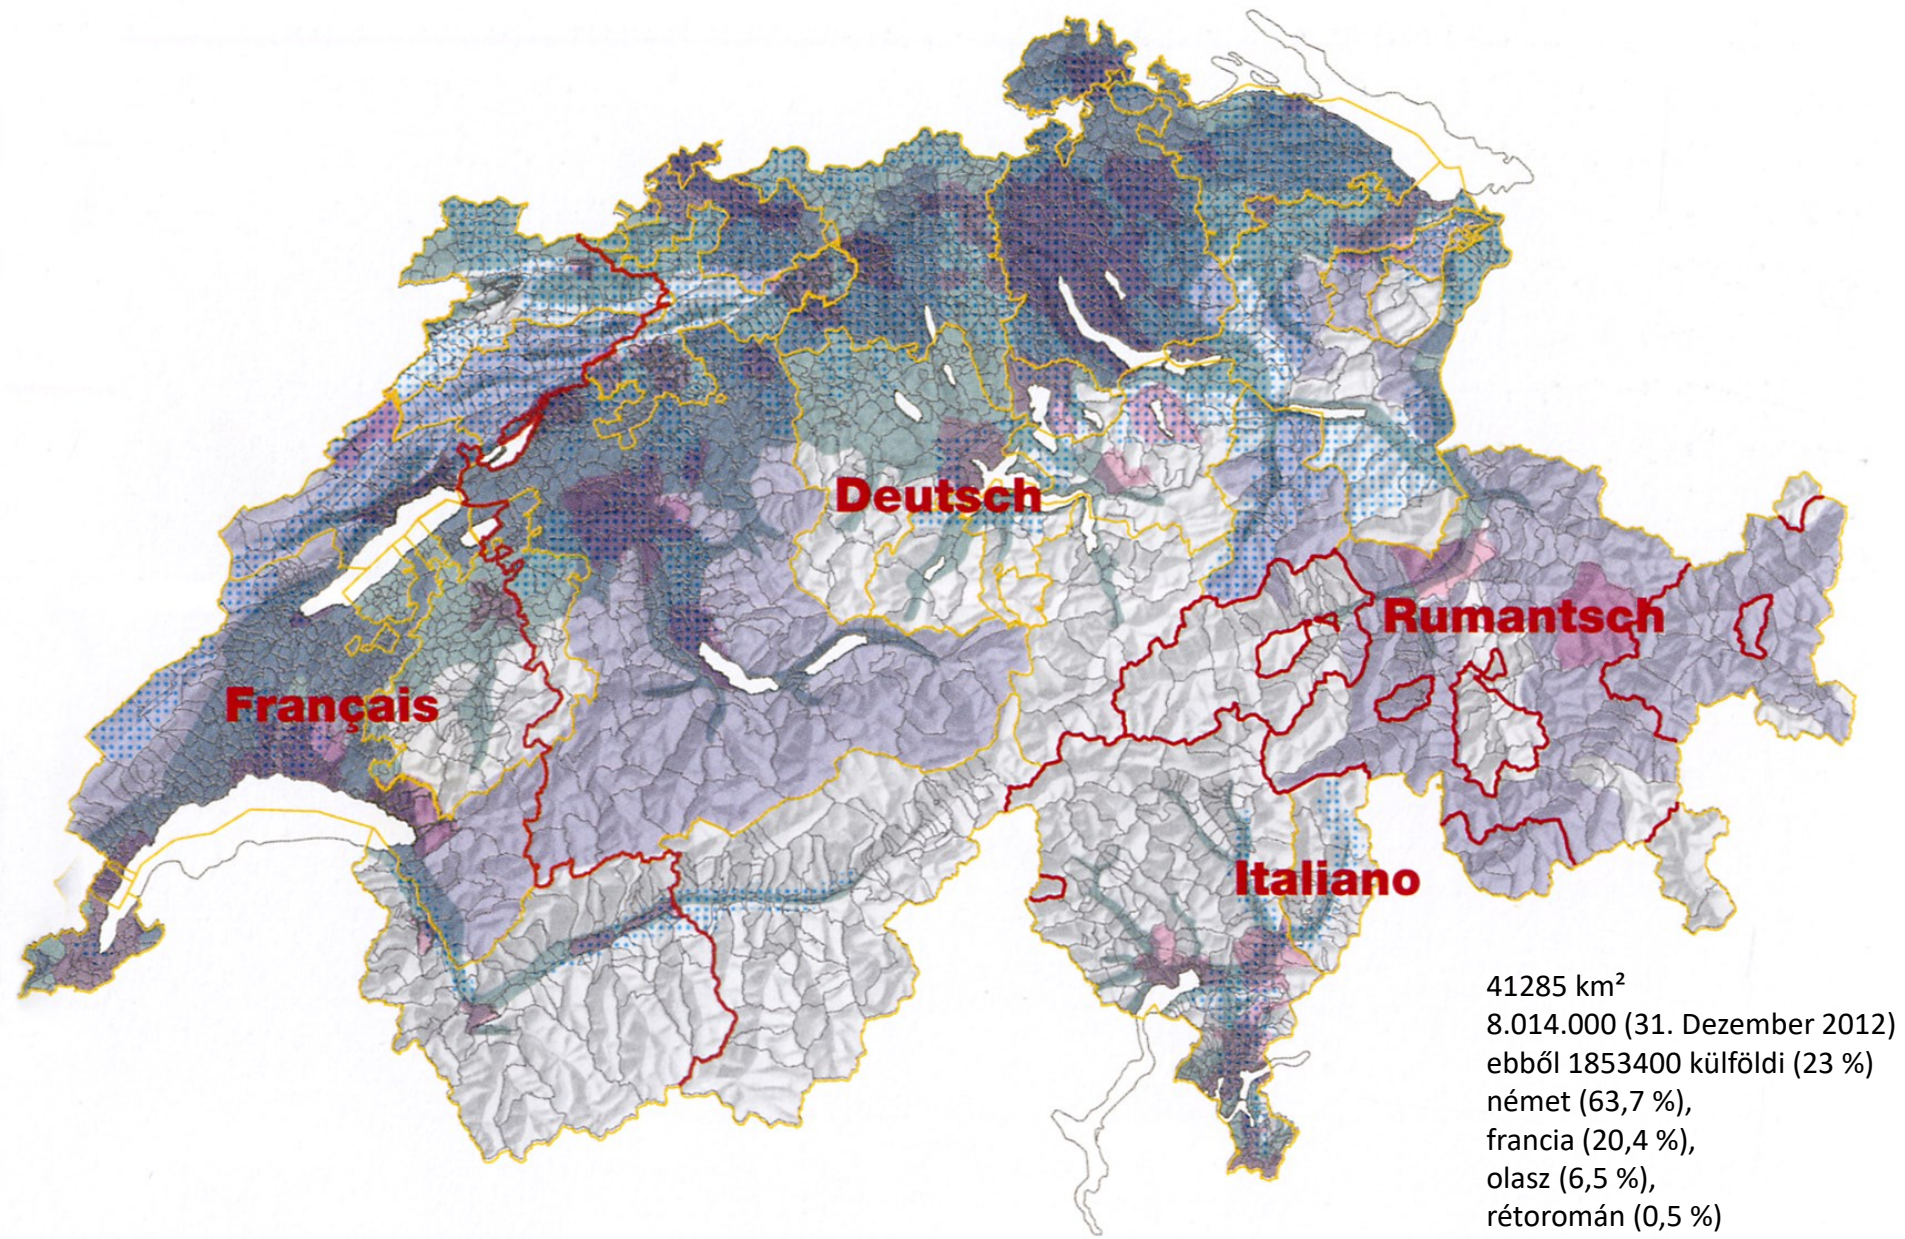 Deutsch
Rumantsch
Français
Italiano
41285 km²
8.014.000 (31. Dezember 2012)
ebből 1853400 külföldi (23 %)
német (63,7 %),
francia (20,4 %),
olasz (6,5 %),
rétoromán (0,5 %)